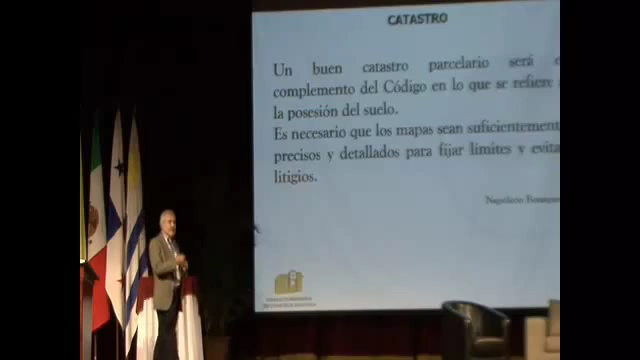 CATASTRO
Un buen catastro parcelario será
complemento del Código en lo que se refiere
la posesión del suelo.
Es necesario que los mapas sean suficientement
precisos y detallados para fijar límites y evita
litigios.